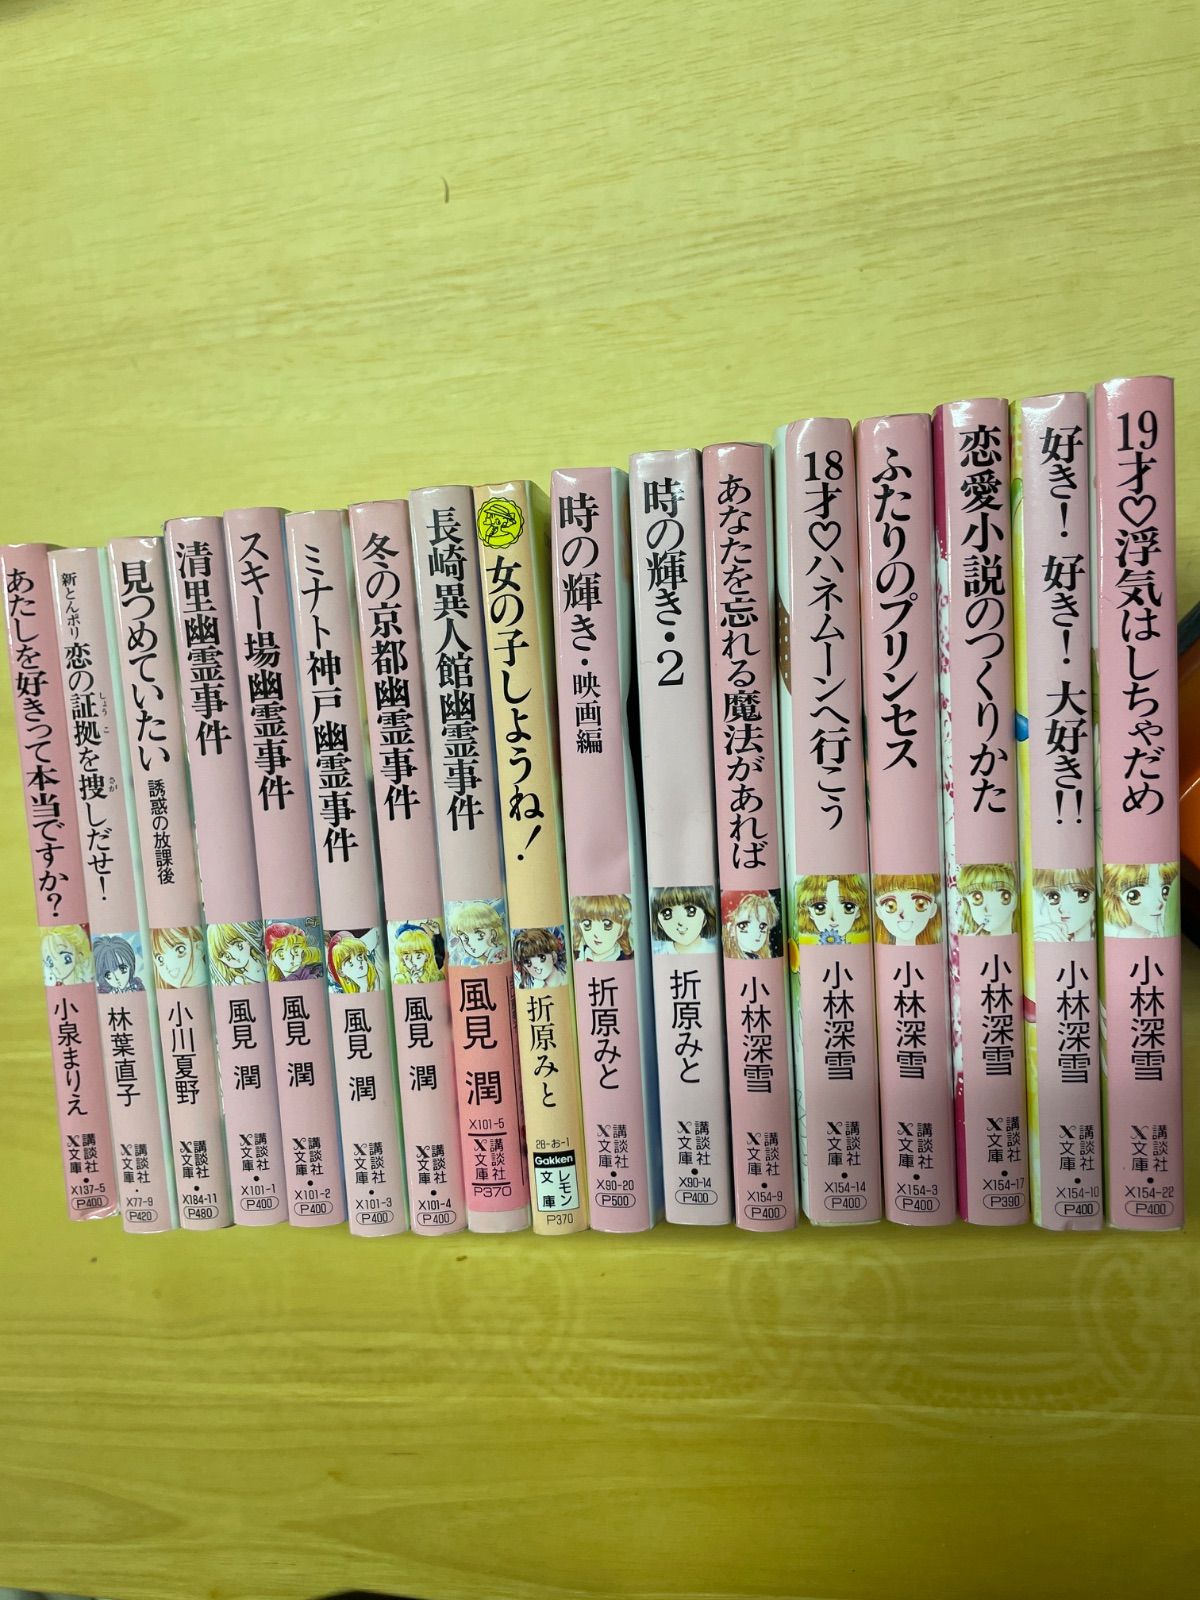 あたしを好きって本当ですか?
小泉まりえ
講談社
X文庫
X137-5
P400
新とんボリ
恋の証拠を捜しだせ!
しょうこ
さが
林葉直子
講談社
X文庫
X77-9
P420
見つめていたい
誘惑の放課後
小川夏野
講談社
X文庫
X184-11
P480
清里幽霊事件
風見 潤
講談社
X文庫
X101-1
P400
スキー場幽霊事件
風見 潤
講談社
X文庫
X101-2
P400
ミナト神戸幽霊事件
風見 潤
講談社
X文庫
X101-3
P400
冬の京都幽霊事件
風見 潤
講談社
X文庫
X101-4
P400
長崎異人館幽霊事件
風見 潤
X101-5
講談社
X文庫
P370
女の子しようね!
折原みと
28-お-1
Gakken
レモン
文庫
P370
時の輝き・映画編
折原みと
講談社
X文庫
X90-20
P500
時の輝き・2
折原みと
講談社
X文庫
X90-14
P400
あなたを忘れる魔法があれば
小林深雪
講談社
X文庫
X154-9
P400
18才♡ハネムーンへ行こう
小林深雪
講談社
X文庫
X154-14
P400
ふたりのプリンセス
小林深雪
講談社
X文庫
X154-3
P400
恋愛小説のつくりかた
小林深雪
講談社
X文庫
X154-17
P390
好き!好き!大好き!!
小林深雪
講談社
X文庫
X154-10
P400
19才♡浮気はしちゃだめ
小林深雪
講談社
X文庫
X154-22
P400